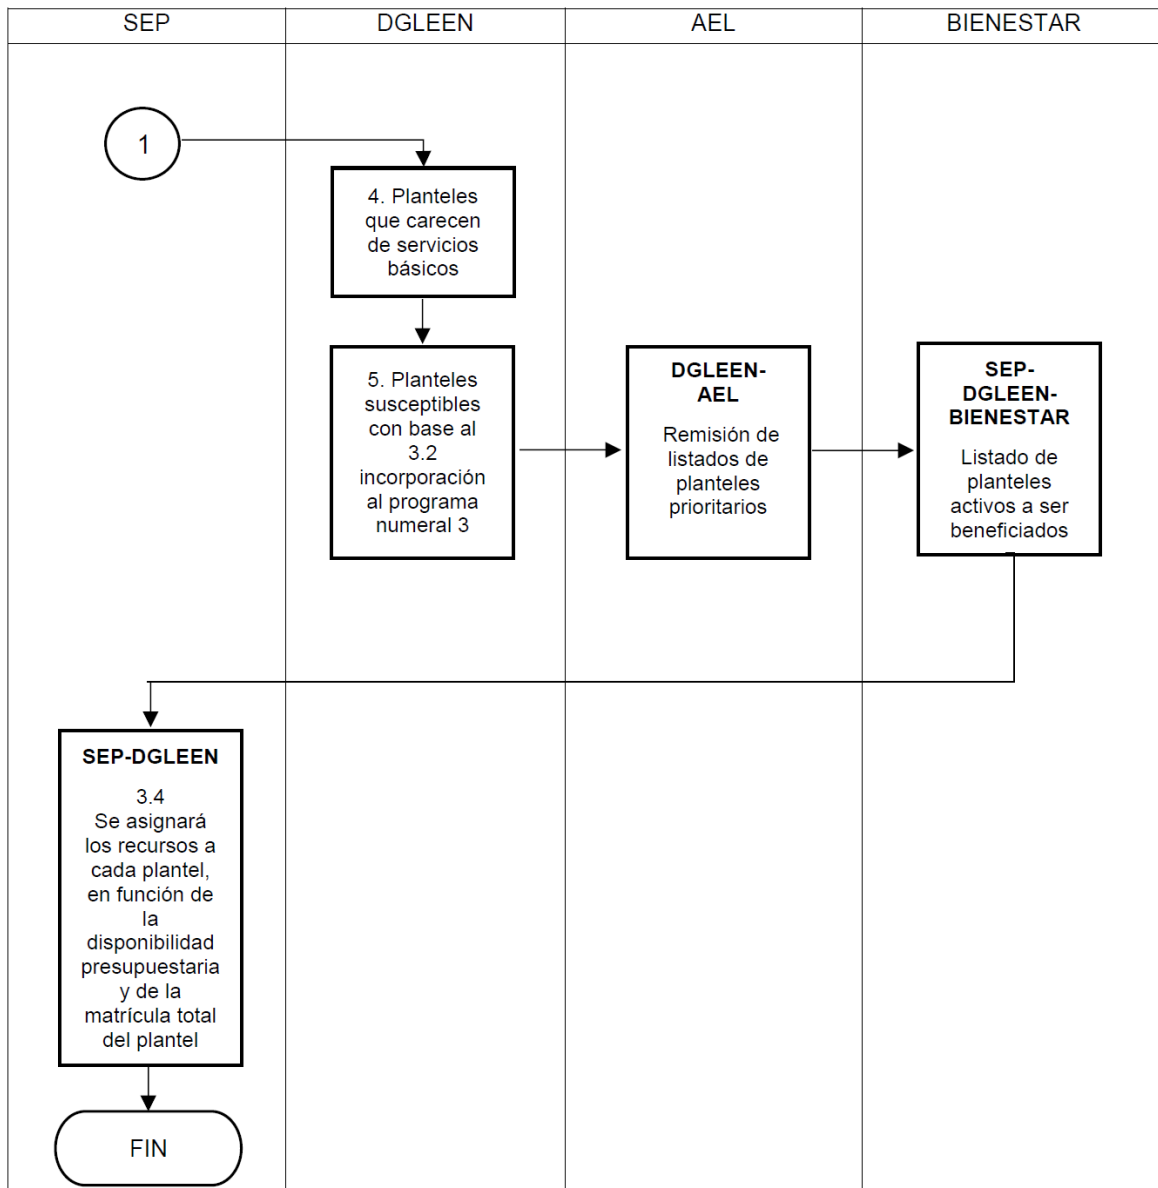 SEP
DGLEEN
AEL
BIENESTAR
1
4. Planteles
que carecen
de servicios
básicos
5. Planteles
susceptibles
con base al
3.2
incorporación
al programa
numeral 3
DGLEEN-
AEL
Remisión de
listados de
planteles
prioritarios
SEP-
DGLEEN-
BIENESTAR
Listado de
planteles
activos a ser
beneficiados
SEP-DGLEEN
3.4
Se asignará
los recursos a
cada plantel,
en función de
la
disponibilidad
presupuestaria
y de la
matrícula total
del plantel
FIN